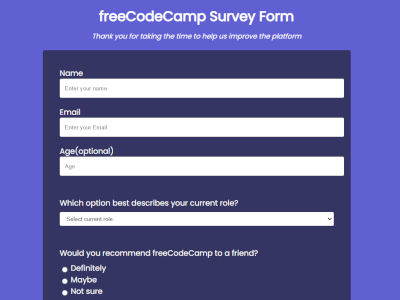 freeCodeCamp Survey Form
Thank you for taking the time to help us improve the platform
Name
Enter your name
Email
Enter your Email
Age(optional)
Age
Which option best describes your current role?
Select current role
Would you recommend freeCodeCamp to a friend?
Definitely
Maybe
Not sure